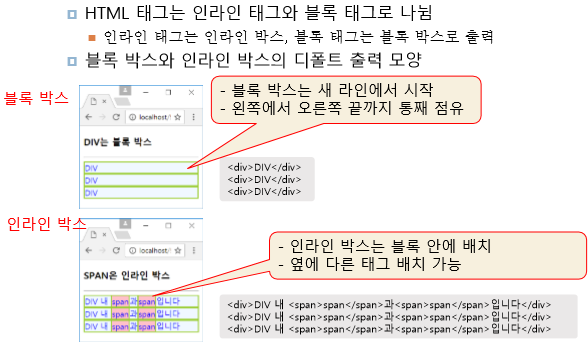 HTML 태그는 인라인 태그와 블록 태그로 나뉨
인라인 태그는 인라인 박스, 블록 태그는 블록 박스로 출력
블록 박스와 인라인 박스의 디폴트 출력 모양
블록 박스
- 블록 박스는 새 라인에서 시작
- 왼쪽에서 오른쪽 끝까지 통째 점유
localhost/
DIV는 블록 박스
DIV
DIV
DIV
<div>DIV</div>
<div>DIV</div>
<div>DIV</div>
인라인 박스
- 인라인 박스는 블록 안에 배치
- 옆에 다른 태그 배치 가능
localhost/
SPAN은 인라인 박스
DIV 내 span과span입니다
DIV 내 span과span입니다
DIV 내 span과span입니다
<div>DIV 내 <span>span</span>과<span>span</span>입니다</div>
<div>DIV 내 <span>span</span>과<span>span</span>입니다</div>
<div>DIV 내 <span>span</span>과<span>span</span>입니다</div>